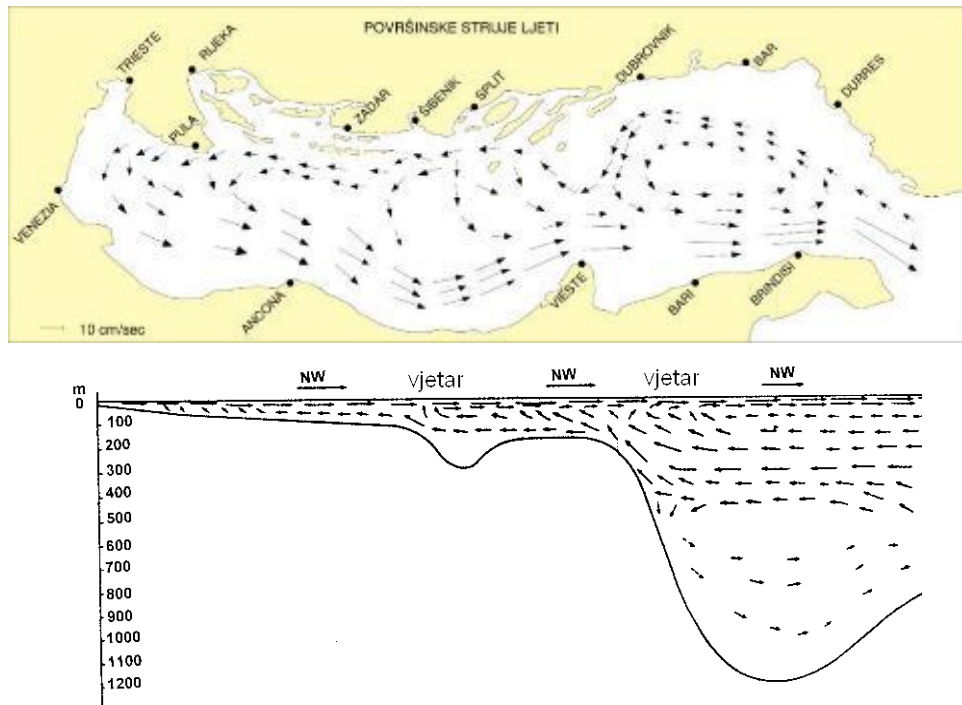 POVRŠINSKE STRUJE LJETI
TRIESTE
RIJEKA
PULA
ZADAR
ŠIBENIK
SPLIT
DUBROVNIK
BAR
DURRES
VENEZIA
ANCONA
VIESTE
BARI
BRINDISI
10 cm/sec
NW vjetar NW vjetar NW
m
0
100
200
300
400
500
600
700
800
900
1000
1100
1200